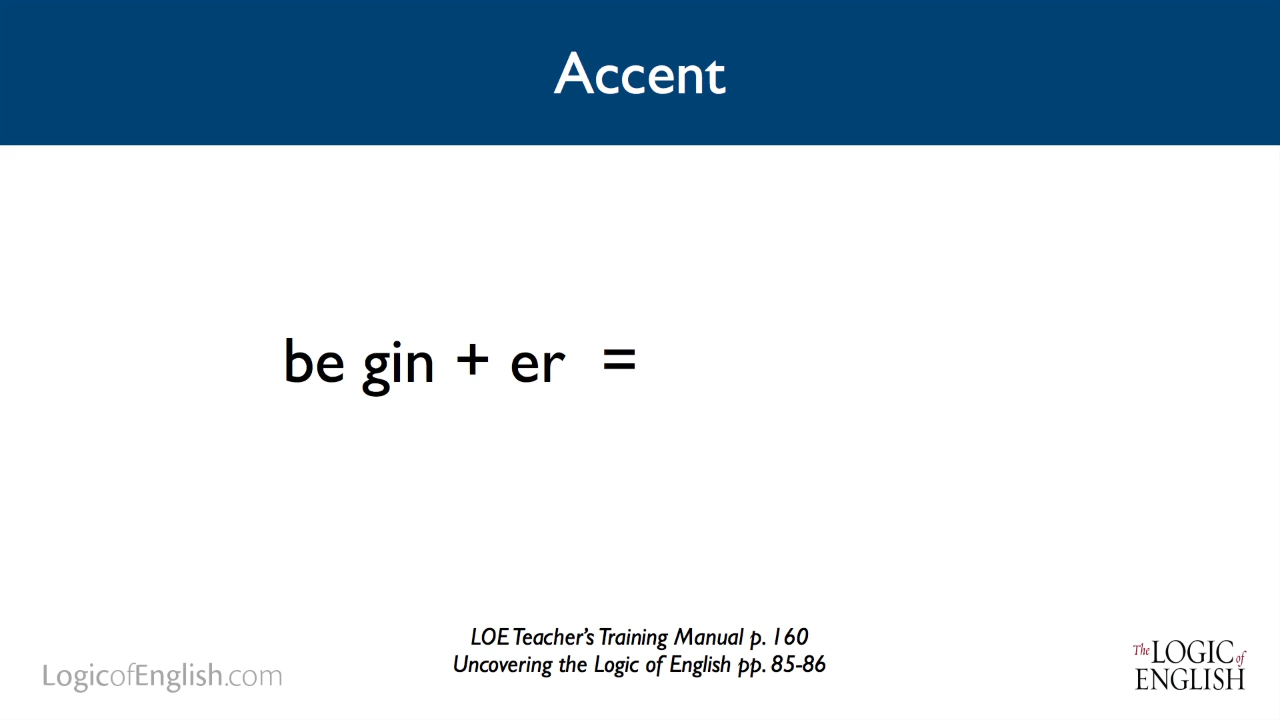 Accent
be gin + er =
LOE Teacher's Training Manual p. 160
Uncovering the Logic of English pp. 85-86
LogicofEnglish.com
The LOGIC of
ENGLISH